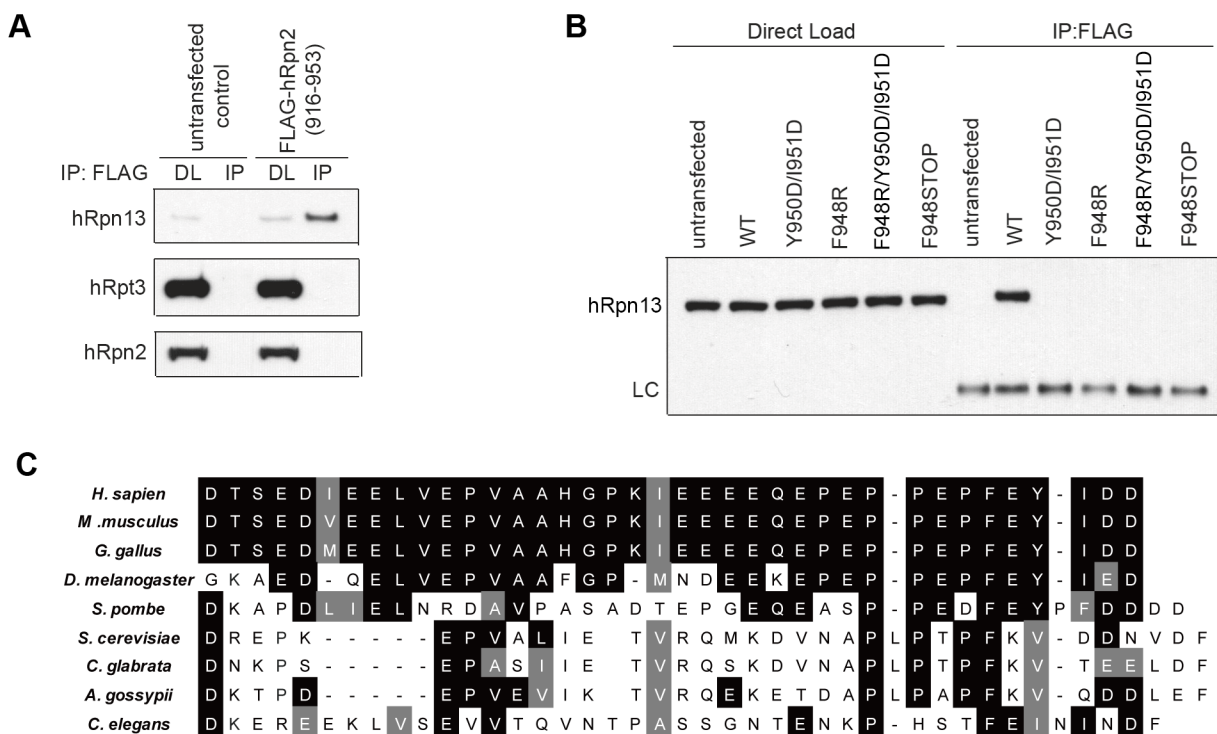 A
untransfected control
FLAG-hRpn2 (916-953)
IP: FLAG DL IP DL IP
hRpn13
hRpt3
hRpn2
B
Direct Load IP:FLAG
untransfected WT Y950D/I951D F948R F948R/Y950D/I951D F948STOP untransfected WT Y950D/I951D F948R F948R/Y950D/I951D F948STOP
hRpn13
LC
C
H. sapien D T S E D I E E L V E P V A A H G P K I E E E E Q E P E P - P E P F E Y - I D D
M .musculus D T S E D V E E L V E P V A A H G P K I E E E E Q E P E P - P E P F E Y - I D D
G. gallus D T S E D M E E L V E P V A A H G P K I E E E E Q E P E P - P E P F E Y - I D D
D. melanogaster G K A E D - Q E L V E P V A A F G P - M N D E E K E P E P - P E P F E Y - I E D
S. pombe D K A P D L I E L N R D A V P A S A D T E P G E Q E A S P - P E D F E Y P F D D D D
S. cerevisiae D R E P K - - - - - E P V A L I E T V R Q M K D V N A P L P T P F K V - D D N V D F
C. glabrata D N K P S - - - - - E P A S I I E T V R Q S K D V N A P L P T P F K V - T E E L D F
A. gossypii D K T P D - - - - - E P V E V I K T V R Q E K E T D A P L P A P F K V - Q D D L E F
C. elegans D K E R E E K L V S E V V T Q V N T P A S S G N T E N K P - H S T F E I N I N D F